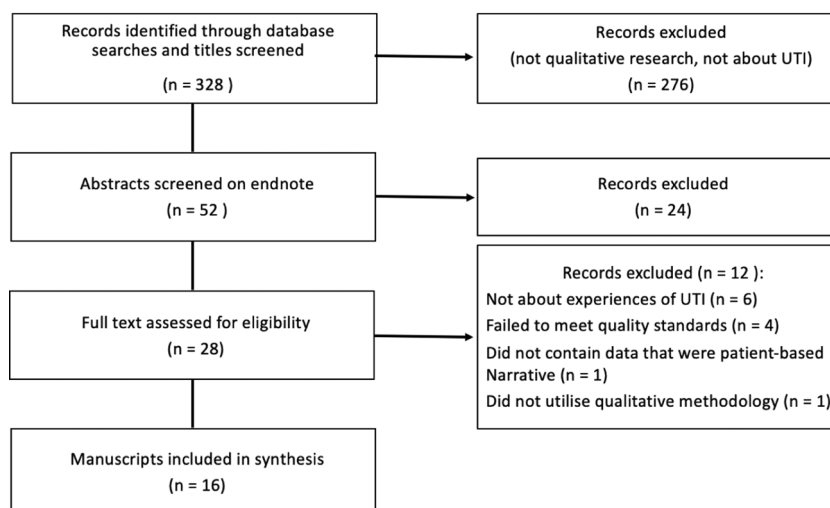 Records identified through database
searches and titles screened
(n = 328 )
Records excluded
(not qualitative research, not about UTI)
(n = 276)
Abstracts screened on endnote
(n = 52 )
Records excluded
(n = 24)
Full text assessed for eligibility
(n = 28)
Records excluded (n = 12 ):
Not about experiences of UTI (n = 6)
Failed to meet quality standards (n = 4)
Did not contain data that were patient-based
Narrative (n = 1)
Did not utilise qualitative methodology (n = 1)
Manuscripts included in synthesis
(n = 16)